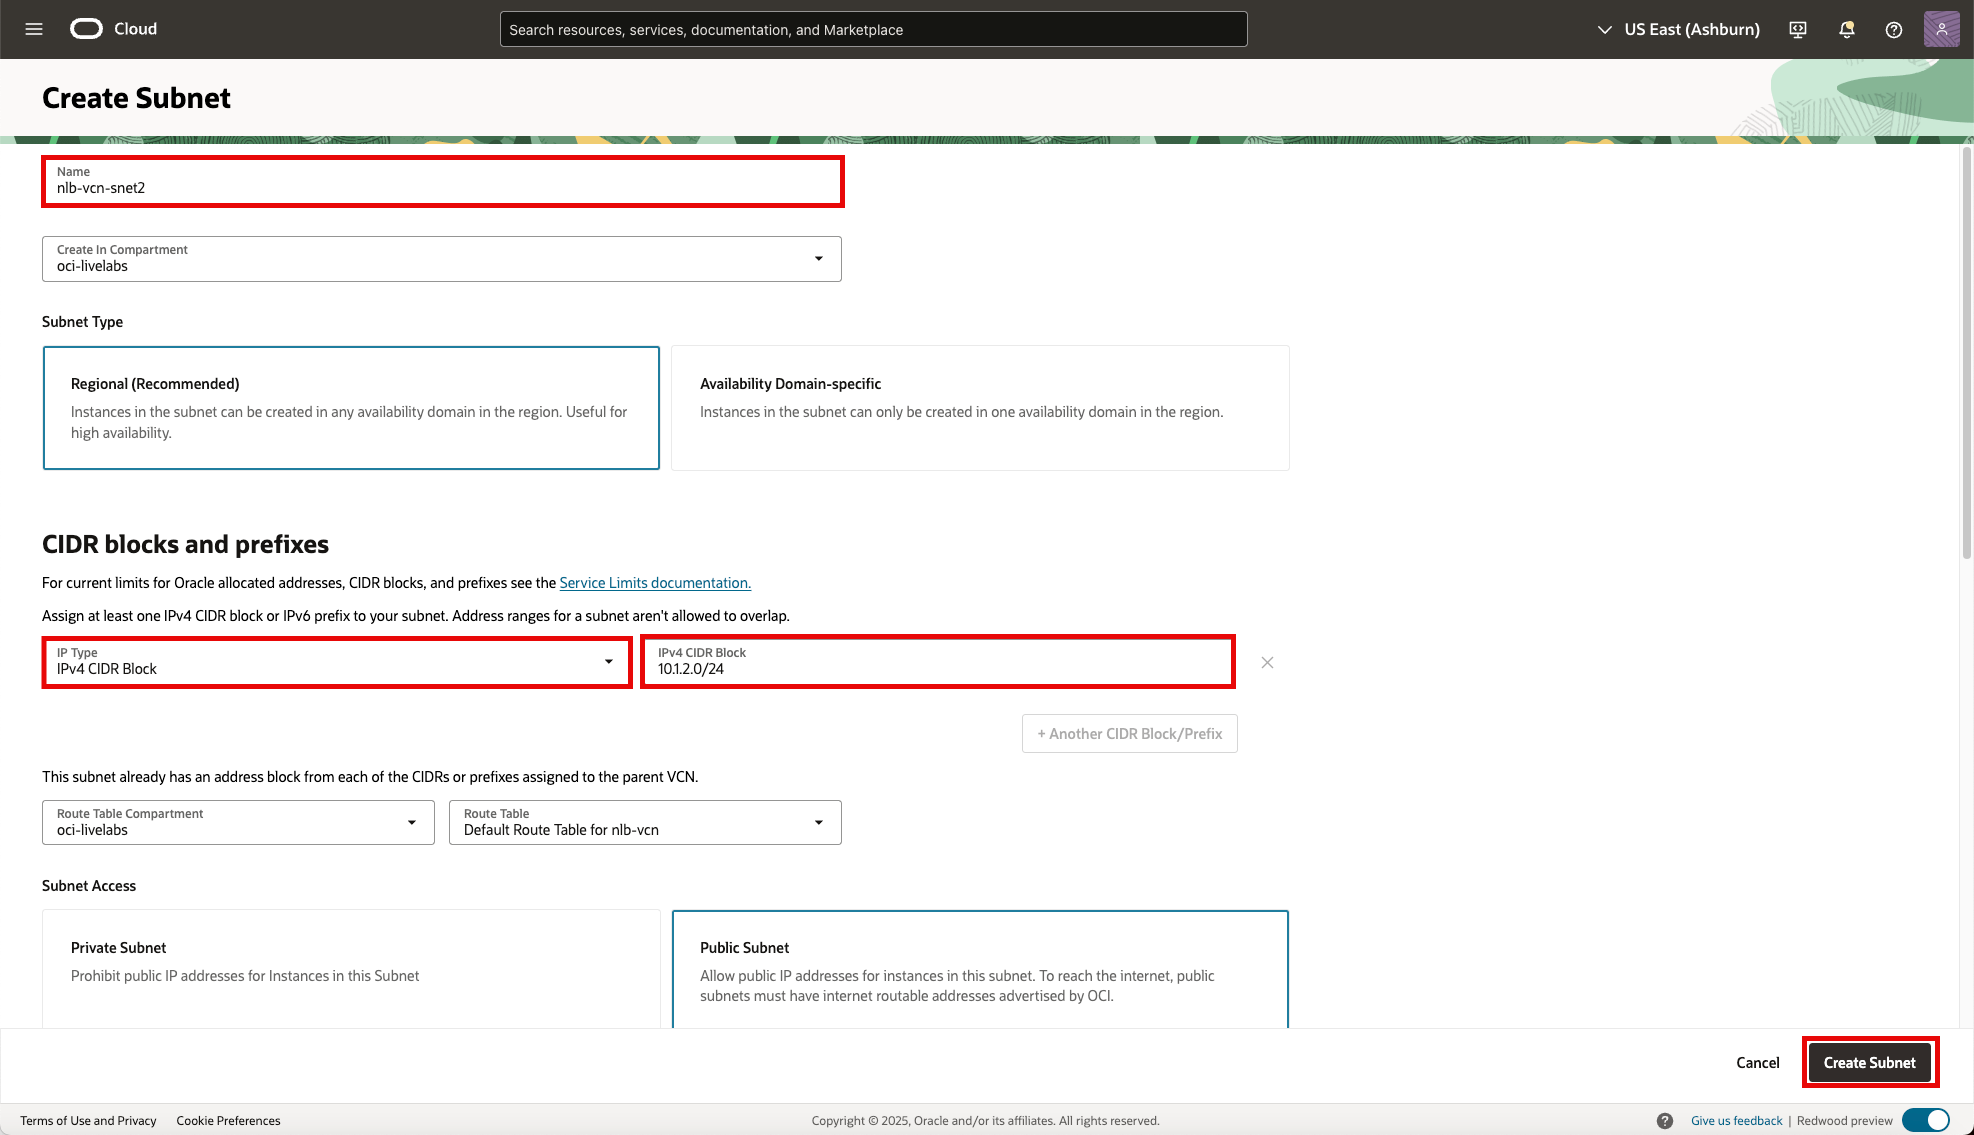 Cloud
Search resources, services, documentation, and Marketplace
US East (Ashburn)
Create Subnet
Name
nlb-vcn-snet2
Create In Compartment
oci-livelabs
Subnet Type
Regional (Recommended)
Instances in the subnet can be created in any availability domain in the region. Useful for
high availability.
Availability Domain-specific
Instances in the subnet can only be created in one availability domain in the region.
CIDR blocks and prefixes
For current limits for Oracle allocated addresses, CIDR blocks, and prefixes see the Service Limits documentation.
Assign at least one IPv4 CIDR block or IPv6 prefix to your subnet. Address ranges for a subnet aren't allowed to overlap.
IP Type
IPv4 CIDR Block
IPv4 CIDR Block
10.1.2.0/24
+ Another CIDR Block/Prefix
This subnet already has an address block from each of the CIDRs or prefixes assigned to the parent VCN.
Route Table Compartment
oci-livelabs
Route Table
Default Route Table for nlb-vcn
Subnet Access
Private Subnet
Prohibit public IP addresses for Instances in this Subnet
Public Subnet
Allow public IP addresses for instances in this subnet. To reach the internet, public
subnets must have internet routable addresses advertised by OCI.
Cancel
Create Subnet
Terms of Use and Privacy
Cookie Preferences
Copyright © 2025, Oracle and/or its affiliates. All rights reserved.
Give us feedback | Redwood preview